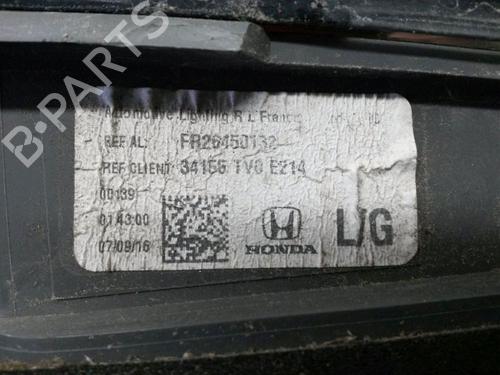 Automotive Lighting R L France
REF AL: FR26450132
REF CLIENT 34155 TV0 E214
00139
01:43:00
07/09/16
HONDA
L/G
B-PARTS